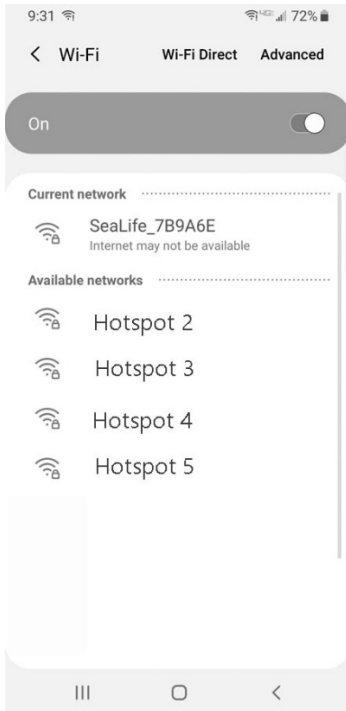 9:31 72%
Wi-Fi Wi-Fi Direct Advanced
On
Current network
SeaLife_7B9A6E
Internet may not be available
Available networks
Hotspot 2
Hotspot 3
Hotspot 4
Hotspot 5